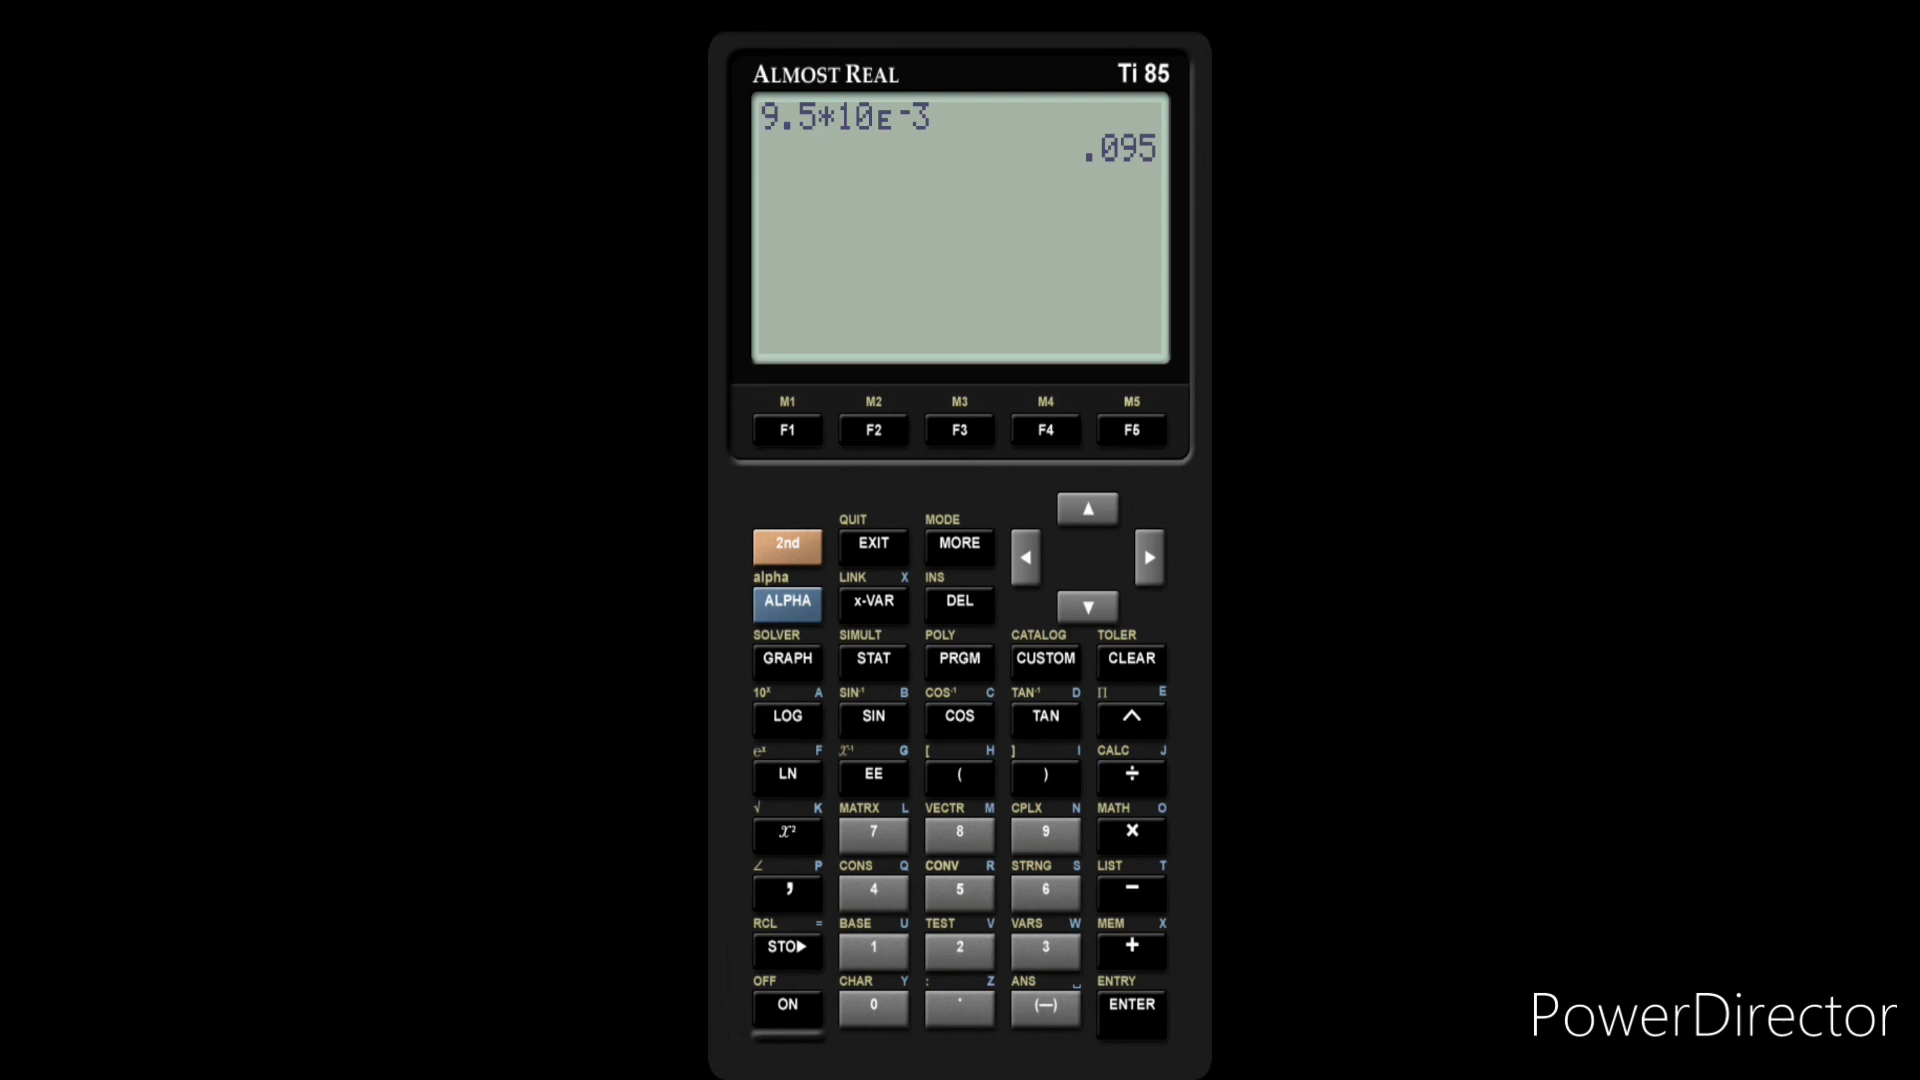 ALMOST REAL Ti 85
9.5*10ᴇ⁻3
.095
M1 M2 M3 M4 M5
F1 F2 F3 F4 F5
QUIT MODE
2nd EXIT MORE
alpha LINK X INS
ALPHA x-VAR DEL
SOLVER SIMULT POLY CATALOG TOLER
GRAPH STAT PRGM CUSTOM CLEAR
10ˣ A SIN⁻¹ B COS⁻¹ C TAN⁻¹ D Π E
LOG SIN COS TAN ^
eˣ F x⁻¹ G [ H ] I CALC J
LN EE ( ) ÷
√ K MATRX L VECTR M CPLX N MATH O
x² 7 8 9 ×
∠ P CONS Q CONV R STRNG S LIST T
, 4 5 6 −
RCL = BASE U TEST V VARS W MEM X
STO▶ 1 2 3 +
OFF CHAR Y : Z ANS ␣ ENTRY
ON 0 . (—) ENTER
PowerDirector